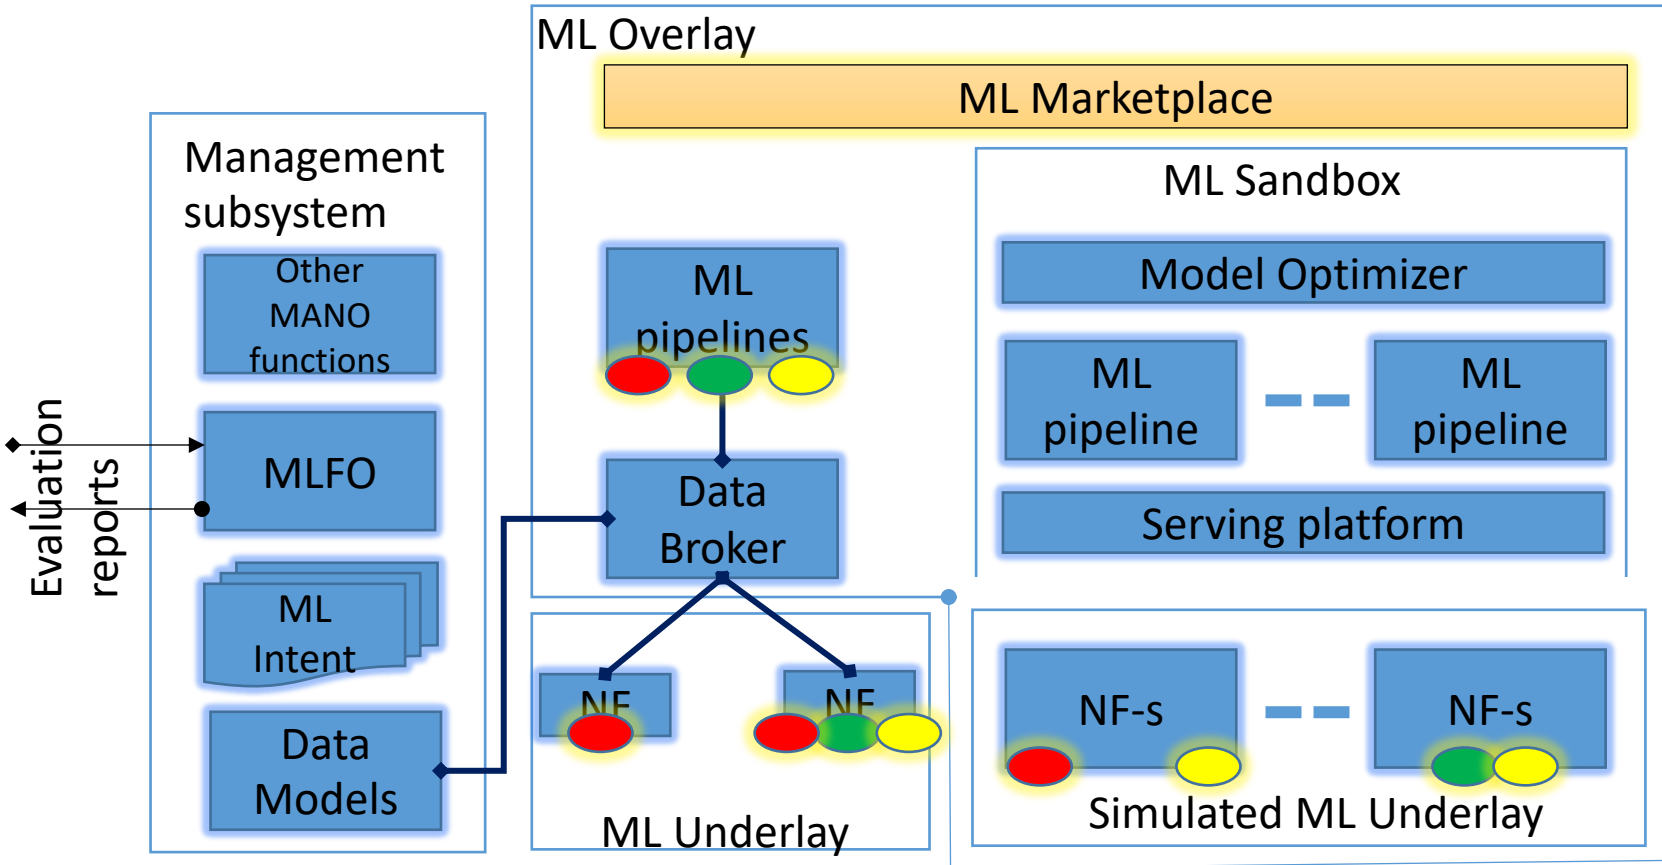 ML Overlay
ML Marketplace
Management
subsystem
Other
MANO
functions
MLFO
Evaluation
reports
ML
Intent
Data
Models
ML
pipelines
Data
Broker
ML Sandbox
Model Optimizer
ML
pipeline
ML
pipeline
Serving platform
NF
NF
ML Underlay
NF-s
NF-s
Simulated ML Underlay